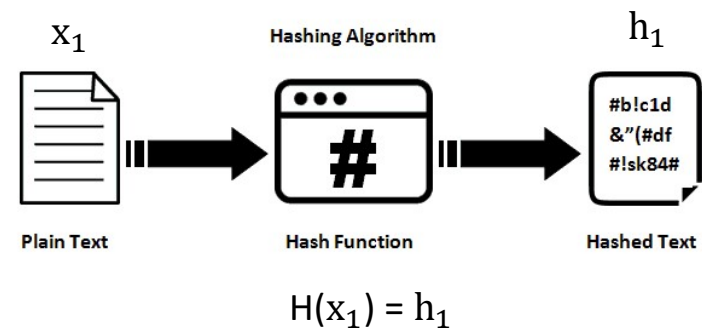 x₁
Hashing Algorithm
h₁
#b!c1d
&”(#df
#!sk84#
#
Plain Text
Hash Function
Hashed Text
H(x₁) = h₁